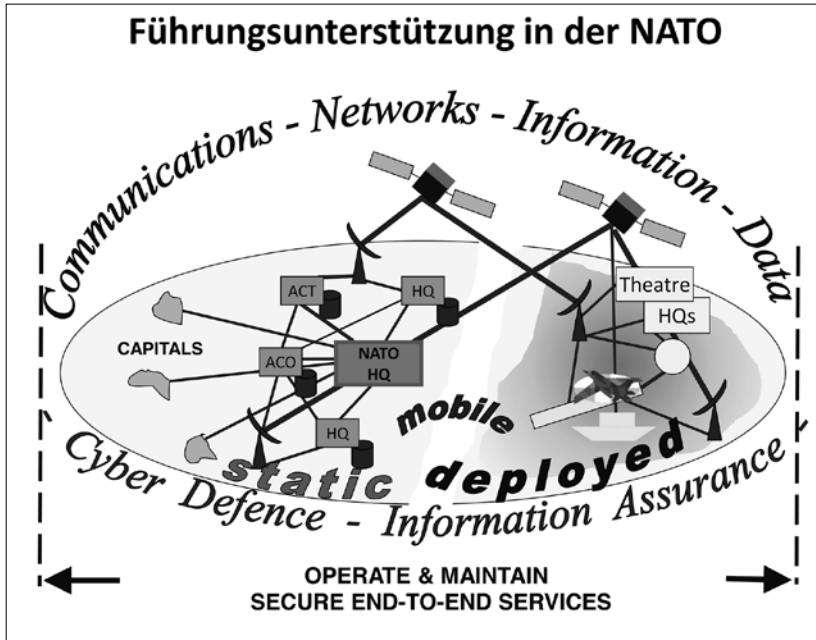 Führungsunterstützung in der NATO
Communications - Networks - Information - Data
Theatre
HQs
ACT
HQ
CAPITALS
ACO
NATO
HQ
HQ
mobile
static deployed
Cyber Defence - Information Assurance
OPERATE & MAINTAIN
SECURE END-TO-END SERVICES